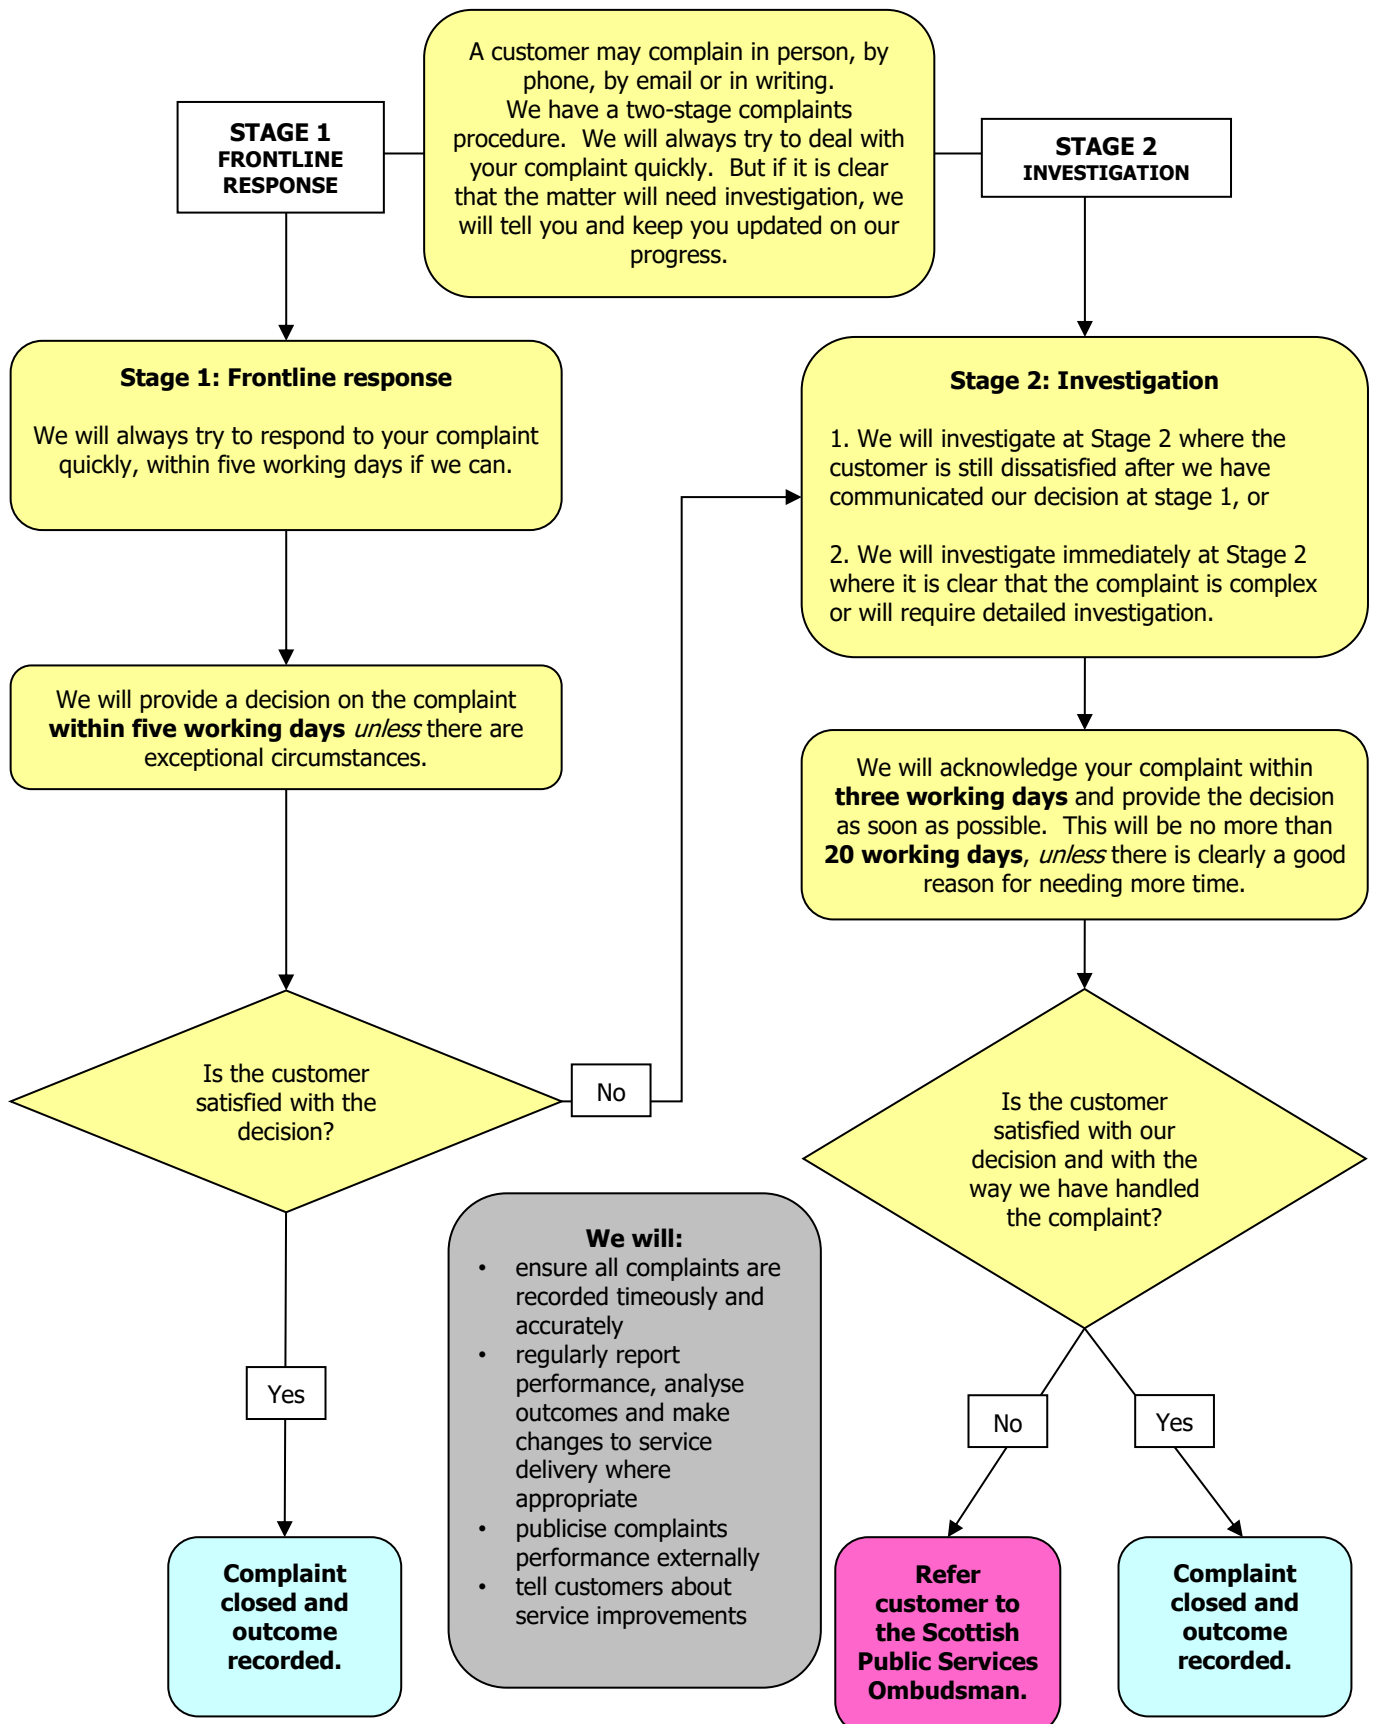 A customer may complain in person, by
phone, by email or in writing.
We have a two-stage complaints
procedure.  We will always try to deal with
your complaint quickly.  But if it is clear
that the matter will need investigation, we
will tell you and keep you updated on our
progress.
STAGE 1
FRONTLINE
RESPONSE
STAGE 2
INVESTIGATION
Stage 1: Frontline response
We will always try to respond to your complaint
quickly, within five working days if we can.
We will provide a decision on the complaint
within five working days unless there are
exceptional circumstances.
Is the customer
satisfied with the
decision?
No
Yes
Complaint
closed and
outcome
recorded.
Stage 2: Investigation
1. We will investigate at Stage 2 where the
customer is still dissatisfied after we have
communicated our decision at stage 1, or
2. We will investigate immediately at Stage 2
where it is clear that the complaint is complex
or will require detailed investigation.
We will acknowledge your complaint within
three working days and provide the decision
as soon as possible.  This will be no more than
20 working days, unless there is clearly a good
reason for needing more time.
Is the customer
satisfied with our
decision and with the
way we have handled
the complaint?
No
Yes
Refer
customer to
the Scottish
Public Services
Ombudsman.
Complaint
closed and
outcome
recorded.
We will:
• ensure all complaints are
recorded timeously and
accurately
• regularly report
performance, analyse
outcomes and make
changes to service
delivery where
appropriate
• publicise complaints
performance externally
• tell customers about
service improvements